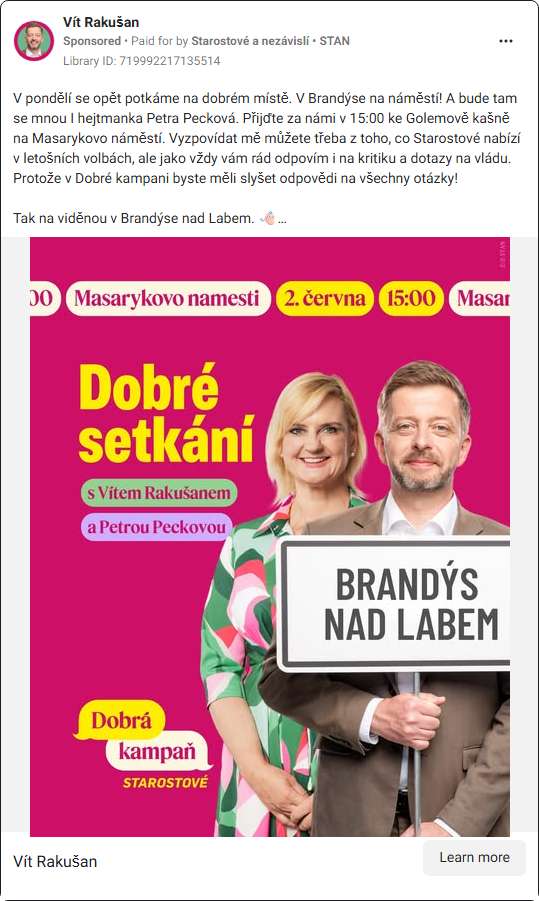 Vít Rakušan
Sponsored • Paid for by Starostové a nezávislí • STAN
Library ID: 719992217135514
V pondělí se opět potkáme na dobrém místě. V Brandýse na náměstí! A bude tam
se mnou I hejtmanka Petra Pecková. Přijďte za námi v 15:00 ke Golemově kašně
na Masarykovo náměstí. Vyzpovídat mě můžete třeba z toho, co Starostové nabízí
v letošních volbách, ale jako vždy vám rád odpovím i na kritiku a dotazy na vládu.
Protože v Dobré kampani byste měli slyšet odpovědi na všechny otázky!
Tak na viděnou v Brandýse nad Labem. ...
00 Masarykovo namesti 2. června 15:00 Masar
Dobré
setkání
s Vítem Rakušanem
a Petrou Peckovou
BRANDÝS
NAD LABEM
Dobrá
kampaň
STAROSTOVÉ
Vít Rakušan
Learn more